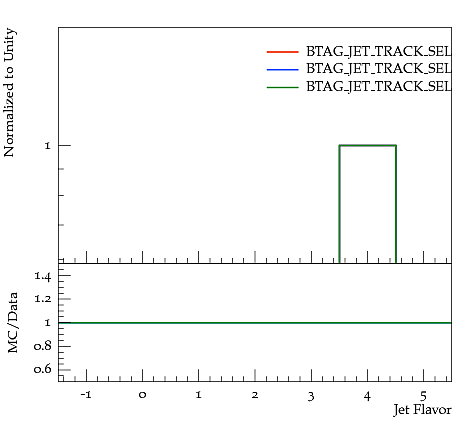 Normalized to Unity
BTAG_JET_TRACK_SEL
BTAG_JET_TRACK_SEL
BTAG_JET_TRACK_SEL
1
MC/Data
1.4
1.2
1
0.8
0.6
-1 0 1 2 3 4 5
Jet Flavor